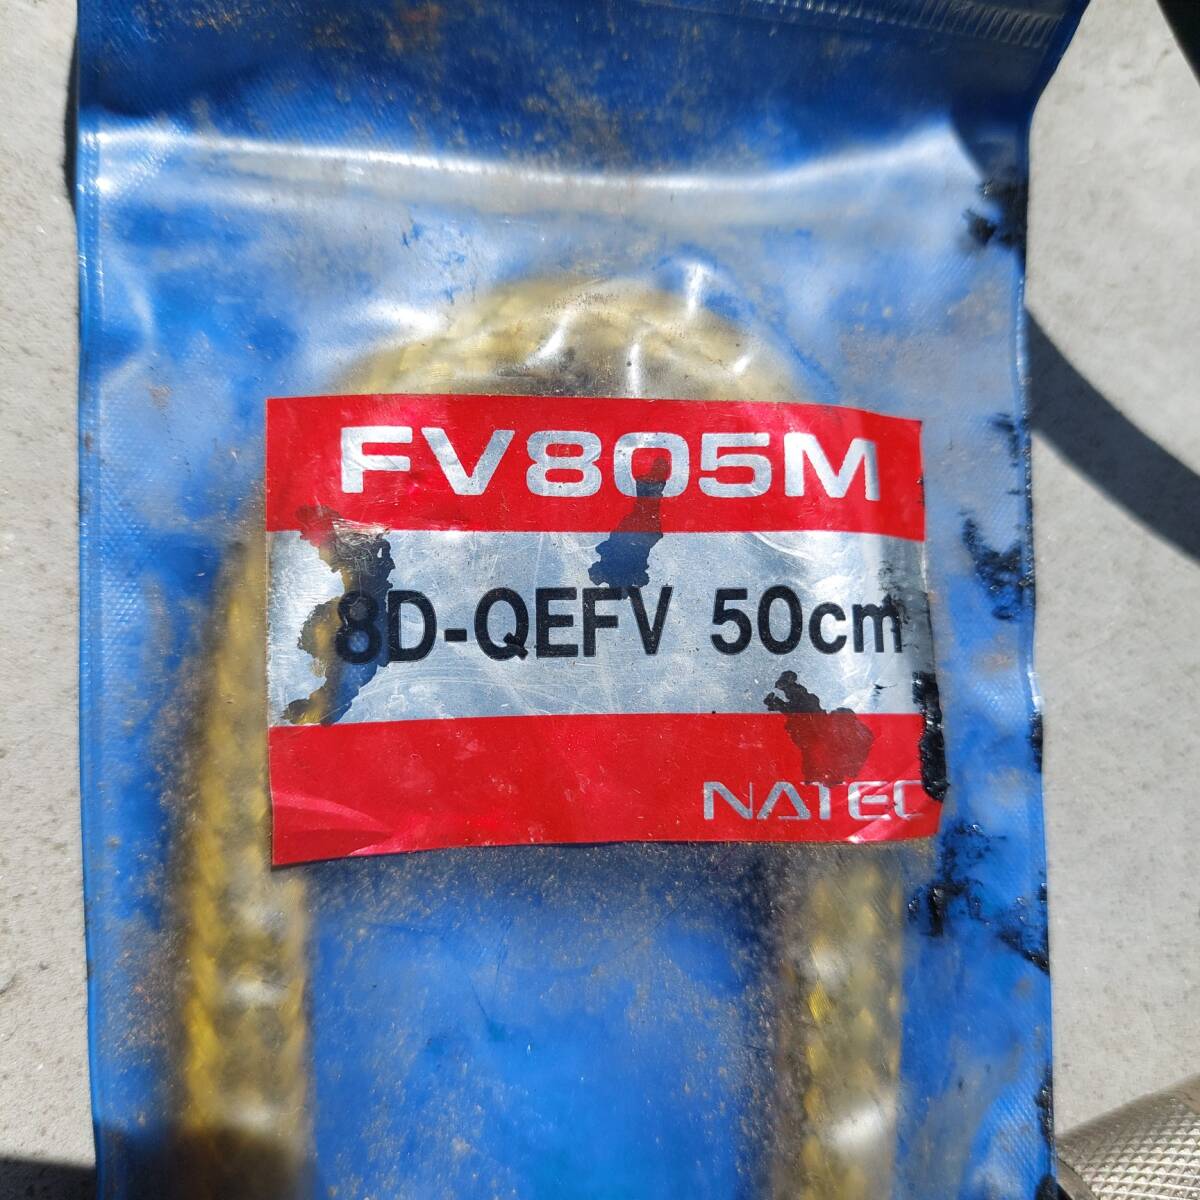 FV805M
8D-QEFV 50cm
NATEC